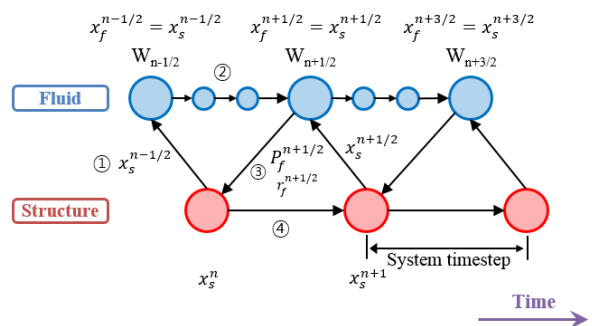 x_f^{n-1/2} = x_s^{n-1/2} x_f^{n+1/2} = x_s^{n+1/2} x_f^{n+3/2} = x_s^{n+3/2}
W_{n-1/2} W_{n+1/2} W_{n+3/2}
②
Fluid
① x_s^{n-1/2} ③ P_f^{n+1/2} x_s^{n+1/2}
r_f^{n+1/2}
Structure
④
System timestep
x_s^n x_s^{n+1}
Time